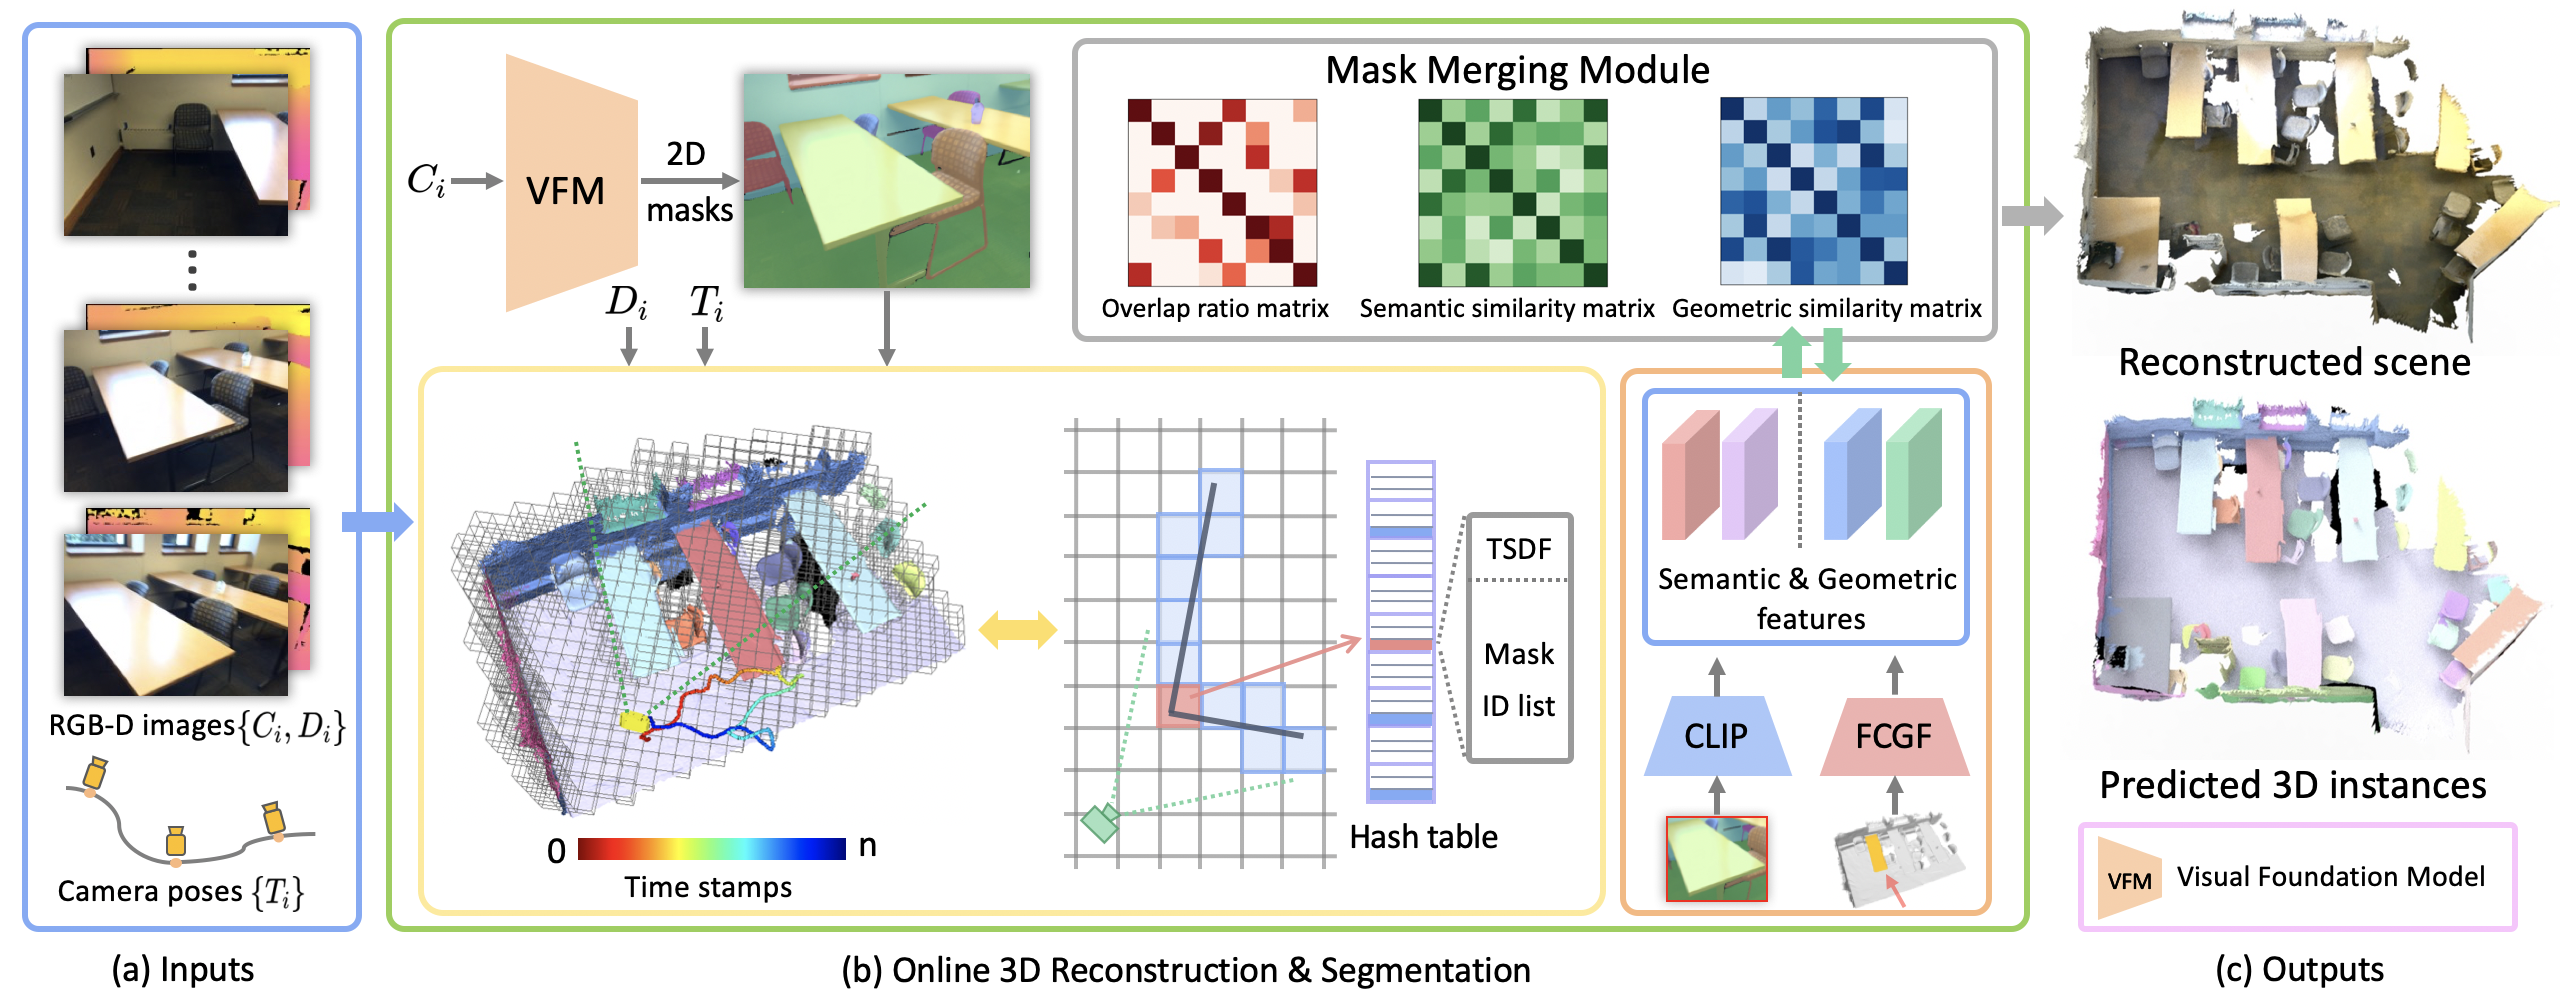 RGB-D images{C_i, D_i}
Camera poses {T_i}
(a) Inputs
C_i
VFM
2D
masks
D_i
T_i
Mask Merging Module
Overlap ratio matrix
Semantic similarity matrix
Geometric similarity matrix
0
n
Time stamps
TSDF
Mask
ID list
Hash table
Semantic & Geometric
features
CLIP
FCGF
(b) Online 3D Reconstruction & Segmentation
Reconstructed scene
Predicted 3D instances
VFM
Visual Foundation Model
(c) Outputs